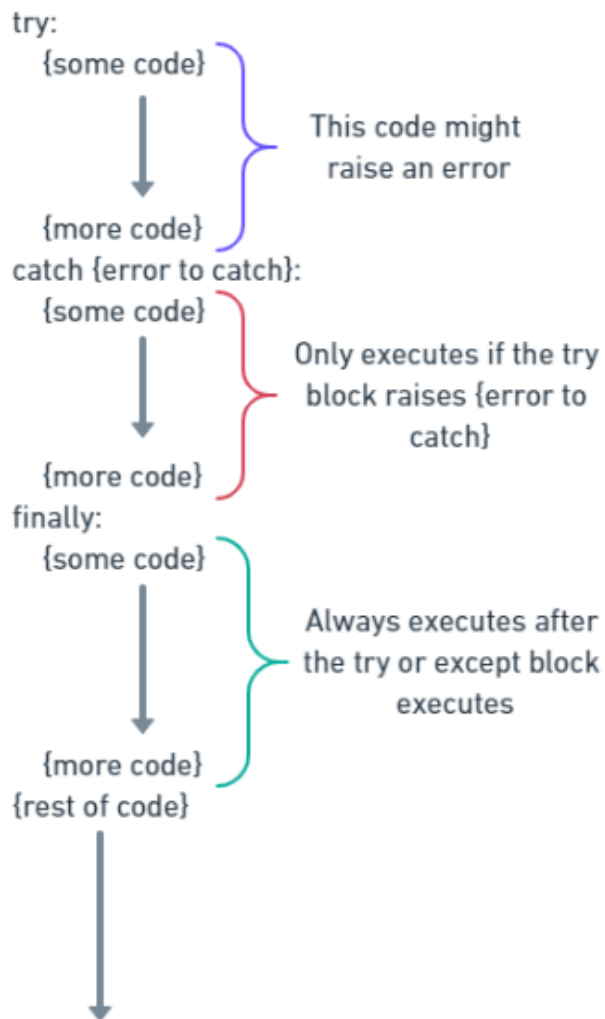 try:
{some code}
This code might
raise an error
{more code}
catch {error to catch}:
{some code}
Only executes if the try
block raises {error to
catch}
{more code}
finally:
{some code}
Always executes after
the try or except block
executes
{more code}
{rest of code}